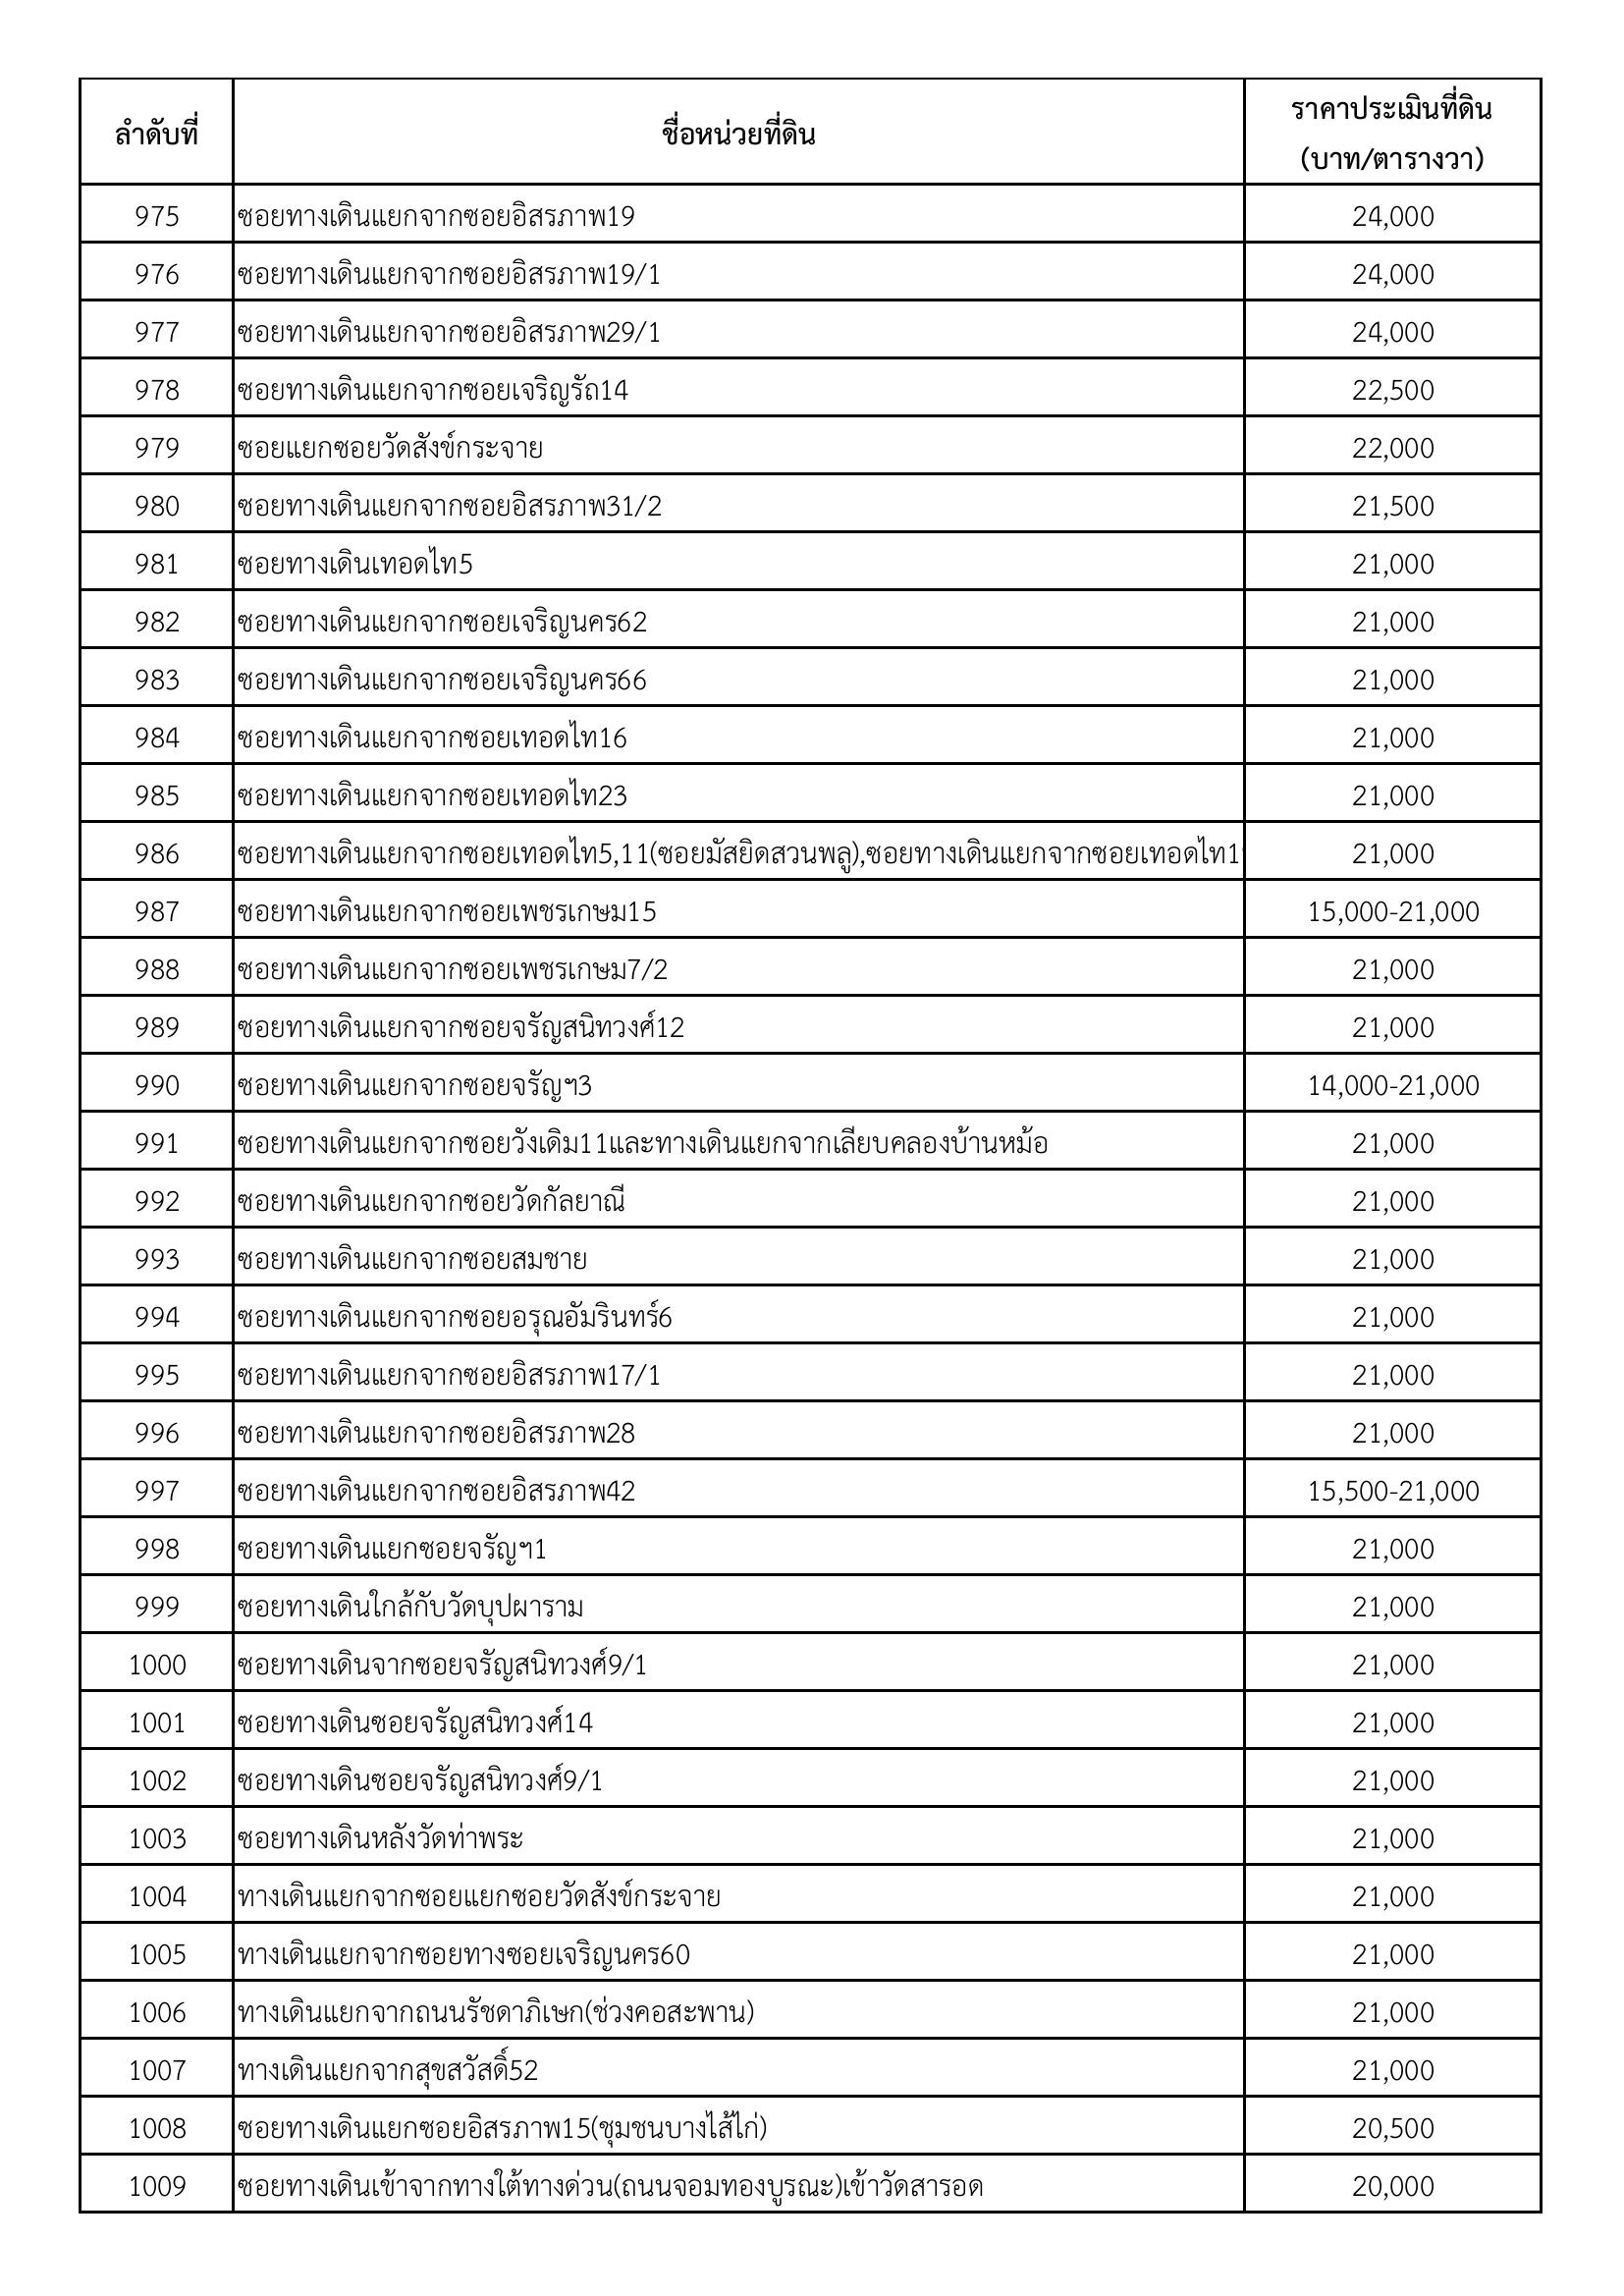 ลำดับที่ ชื่อหน่วยที่ดิน ราคาประเมินที่ดิน
(บาท/ตารางวา)
975 ซอยทางเดินแยกจากซอยอิสรภาพ19 24,000
976 ซอยทางเดินแยกจากซอยอิสรภาพ19/1 24,000
977 ซอยทางเดินแยกจากซอยอิสรภาพ29/1 24,000
978 ซอยทางเดินแยกจากซอยเจริญรัถ14 22,500
979 ซอยแยกซอยวัดสังข์กระจาย 22,000
980 ซอยทางเดินแยกจากซอยอิสรภาพ31/2 21,500
981 ซอยทางเดินเทอดไท5 21,000
982 ซอยทางเดินแยกจากซอยเจริญนคร62 21,000
983 ซอยทางเดินแยกจากซอยเจริญนคร66 21,000
984 ซอยทางเดินแยกจากซอยเทอดไท16 21,000
985 ซอยทางเดินแยกจากซอยเทอดไท23 21,000
986 ซอยทางเดินแยกจากซอยเทอดไท5,11(ซอยมัสยิดสวนพลู),ซอยทางเดินแยกจากซอยเทอดไท1 21,000
987 ซอยทางเดินแยกจากซอยเพชรเกษม15 15,000-21,000
988 ซอยทางเดินแยกจากซอยเพชรเกษม7/2 21,000
989 ซอยทางเดินแยกจากซอยจรัญสนิทวงศ์12 21,000
990 ซอยทางเดินแยกจากซอยจรัญฯ3 14,000-21,000
991 ซอยทางเดินแยกจากซอยวังเดิม11และทางเดินแยกจากเลียบคลองบ้านหม้อ 21,000
992 ซอยทางเดินแยกจากซอยวัดกัลยาณี 21,000
993 ซอยทางเดินแยกจากซอยสมชาย 21,000
994 ซอยทางเดินแยกจากซอยอรุณอัมรินทร์6 21,000
995 ซอยทางเดินแยกจากซอยอิสรภาพ17/1 21,000
996 ซอยทางเดินแยกจากซอยอิสรภาพ28 21,000
997 ซอยทางเดินแยกจากซอยอิสรภาพ42 15,500-21,000
998 ซอยทางเดินแยกซอยจรัญฯ1 21,000
999 ซอยทางเดินใกล้กับวัดบุปผาราม 21,000
1000 ซอยทางเดินจากซอยจรัญสนิทวงศ์9/1 21,000
1001 ซอยทางเดินซอยจรัญสนิทวงศ์14 21,000
1002 ซอยทางเดินซอยจรัญสนิทวงศ์9/1 21,000
1003 ซอยทางเดินหลังวัดท่าพระ 21,000
1004 ทางเดินแยกจากซอยแยกซอยวัดสังข์กระจาย 21,000
1005 ทางเดินแยกจากซอยทางซอยเจริญนคร60 21,000
1006 ทางเดินแยกจากถนนรัชดาภิเษก(ช่วงคอสะพาน) 21,000
1007 ทางเดินแยกจากสุขสวัสดิ์52 21,000
1008 ซอยทางเดินแยกซอยอิสรภาพ15(ชุมชนบางไส้ไก่) 20,500
1009 ซอยทางเดินเข้าจากทางใต้ทางด่วน(ถนนจอมทองบูรณะ)เข้าวัดสารอด 20,000